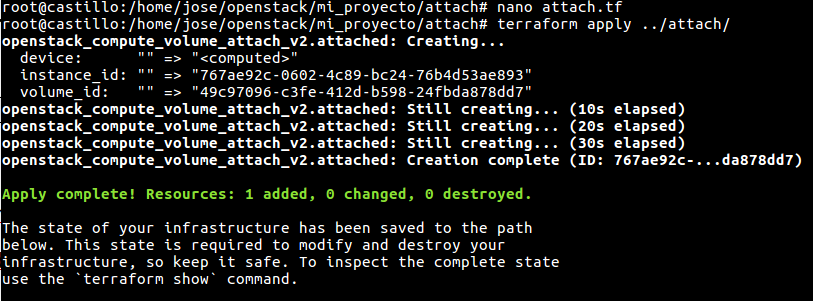 root@castillo:/home/jose/openstack/mi_proyecto/attach# nano attach.tf
root@castillo:/home/jose/openstack/mi_proyecto/attach# terraform apply ../attach/
openstack_compute_volume_attach_v2.attached: Creating...
  device:      "" => "<computed>"
  instance_id: "" => "767ae92c-0602-4c89-bc24-76b4d53ae893"
  volume_id:   "" => "49c97096-c3fe-412d-b598-24fbda878dd7"
openstack_compute_volume_attach_v2.attached: Still creating... (10s elapsed)
openstack_compute_volume_attach_v2.attached: Still creating... (20s elapsed)
openstack_compute_volume_attach_v2.attached: Still creating... (30s elapsed)
openstack_compute_volume_attach_v2.attached: Creation complete (ID: 767ae92c-...da878dd7)
Apply complete! Resources: 1 added, 0 changed, 0 destroyed.
The state of your infrastructure has been saved to the path
below. This state is required to modify and destroy your
infrastructure, so keep it safe. To inspect the complete state
use the `terraform show` command.